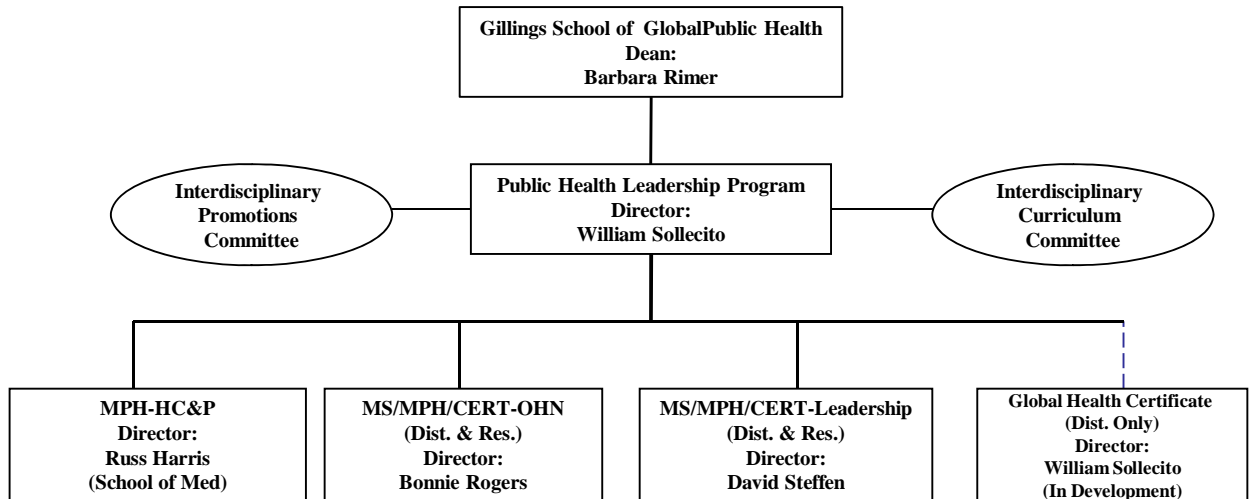 Gillings School of GlobalPublic Health
Dean:
Barbara Rimer
Interdisciplinary
Promotions
Committee
Public Health Leadership Program
Director:
William Sollecito
Interdisciplinary
Curriculum
Committee
MPH-HC&P
Director:
Russ Harris
(School of Med)
MS/MPH/CERT-OHN
(Dist. & Res.)
Director:
Bonnie Rogers
MS/MPH/CERT-Leadership
(Dist. & Res.)
Director:
David Steffen
Global Health Certificate
(Dist. Only)
Director:
William Sollecito
(In Development)